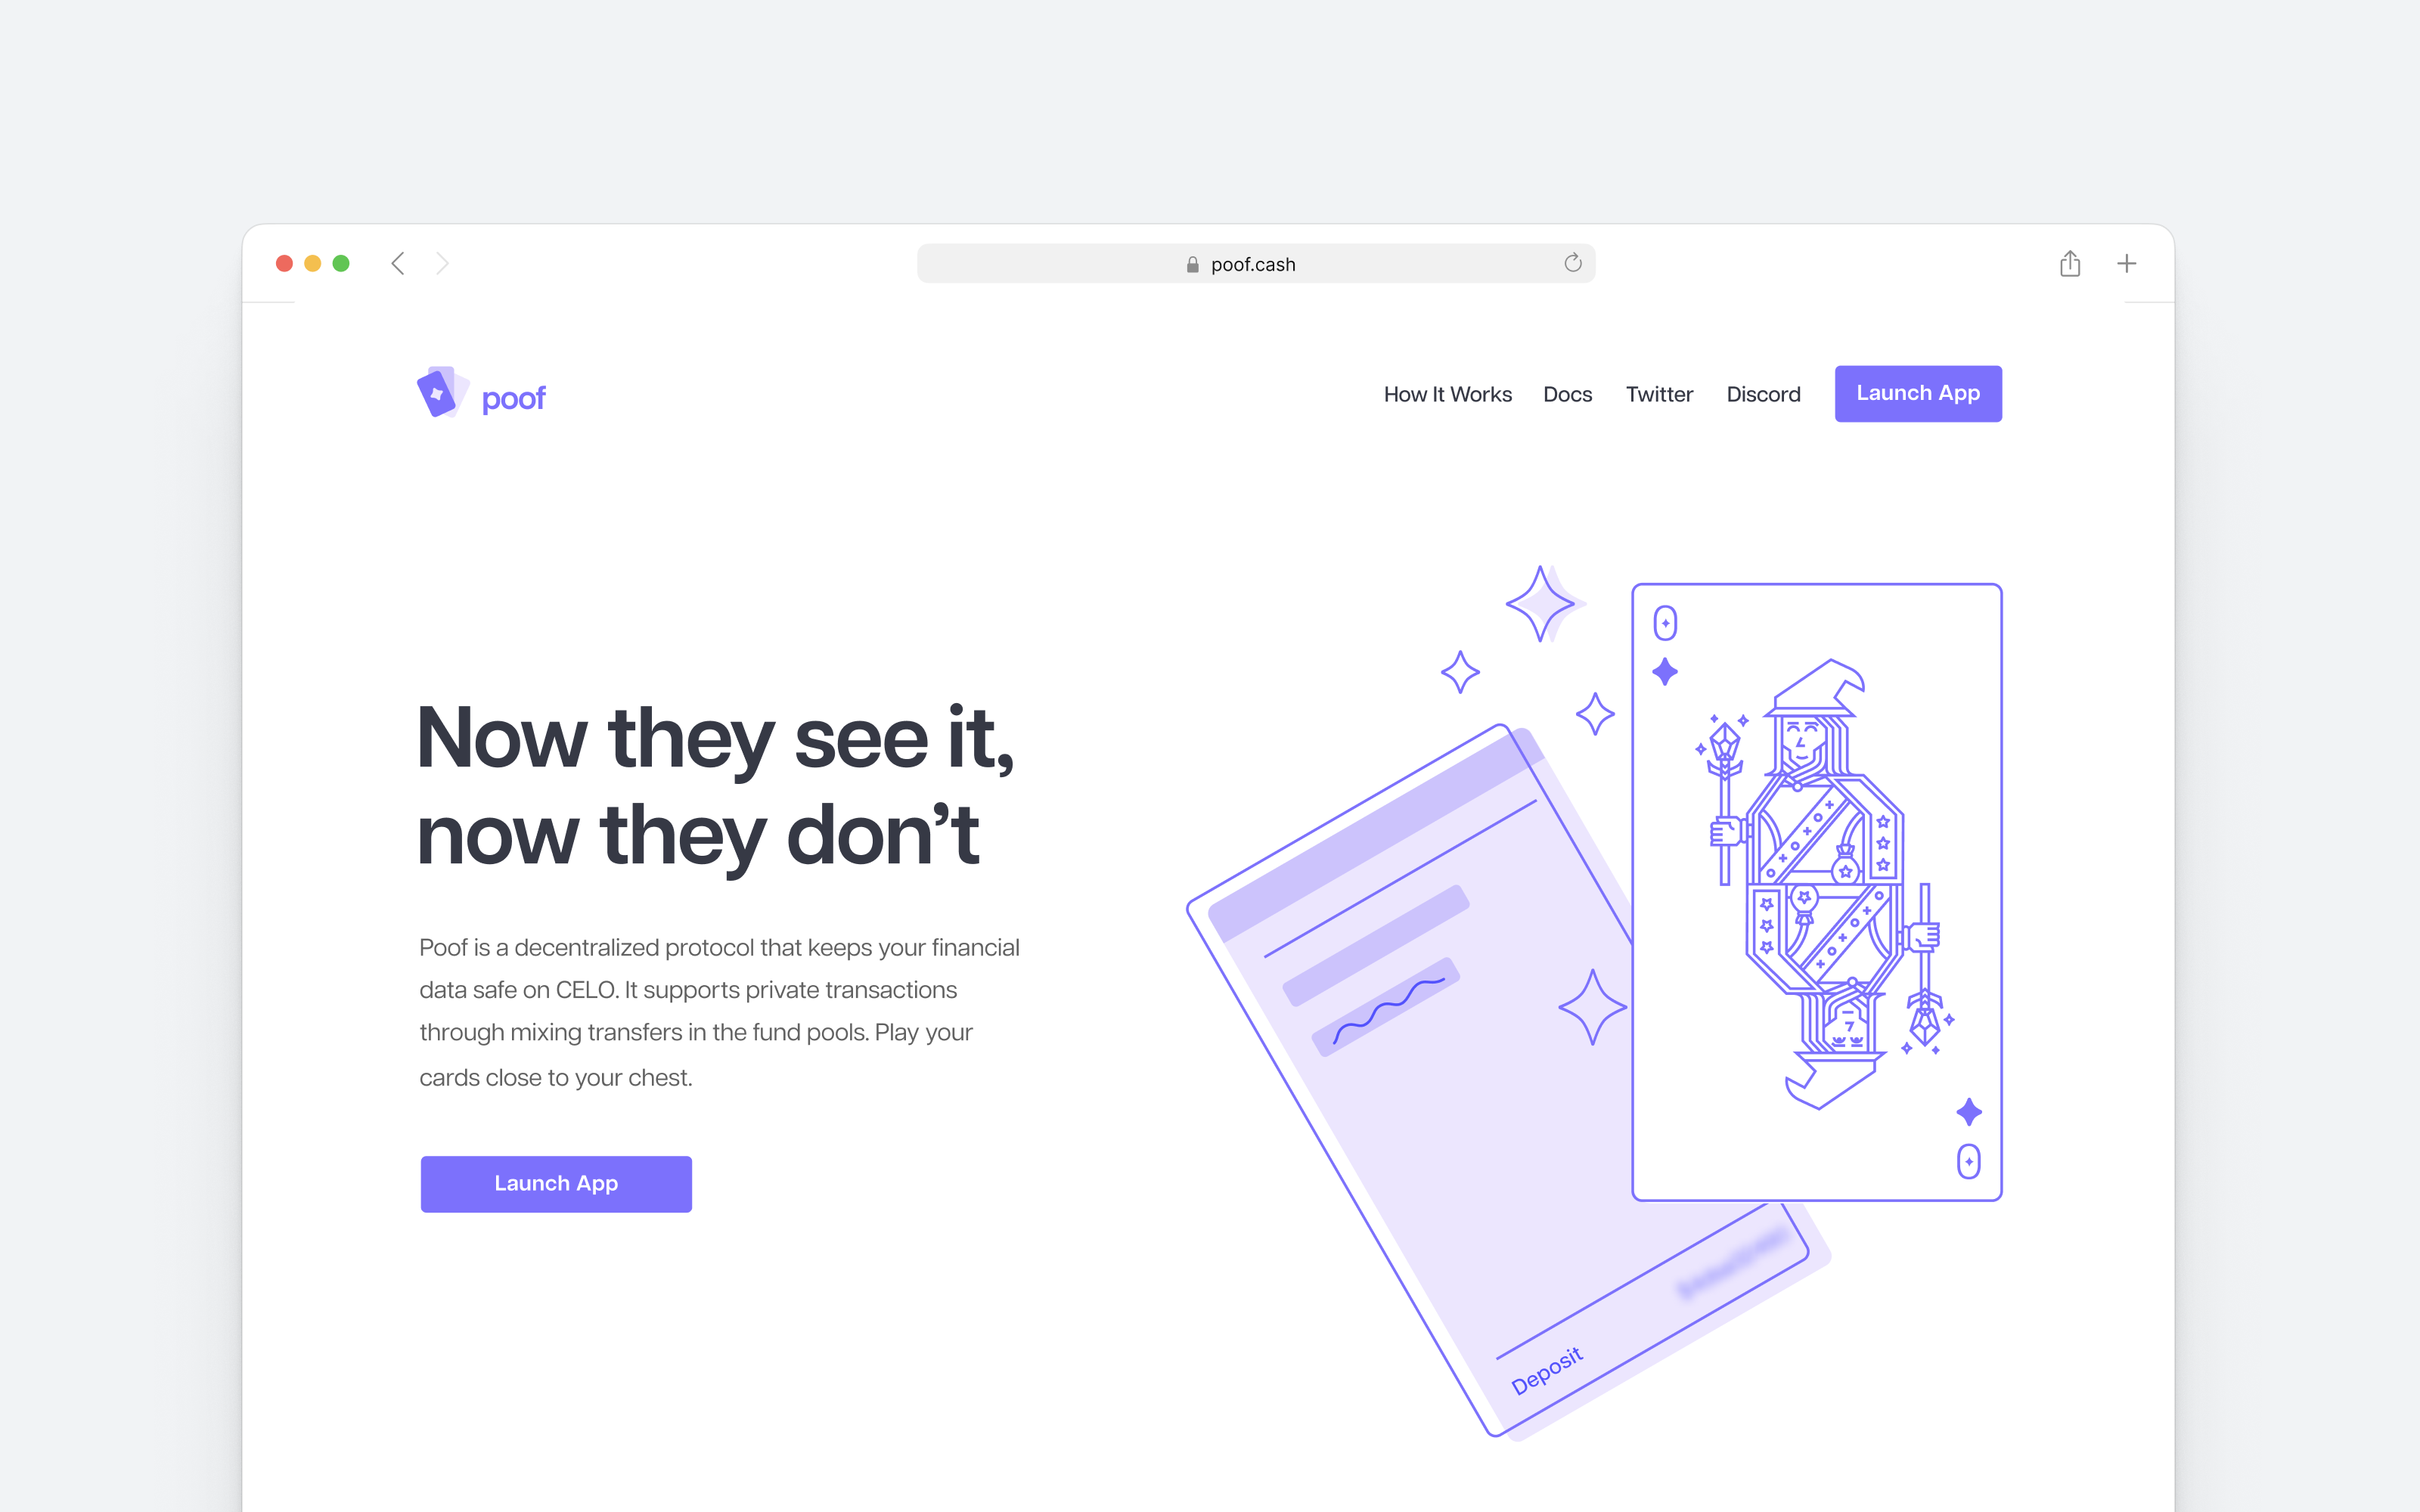 poof.cash
poof
How It Works
Docs
Twitter
Discord
Launch App
Now they see it,
now they don’t
Poof is a decentralized protocol that keeps your financial
data safe on CELO. It supports private transactions
through mixing transfers in the fund pools. Play your
cards close to your chest.
Launch App
0
0
Deposit